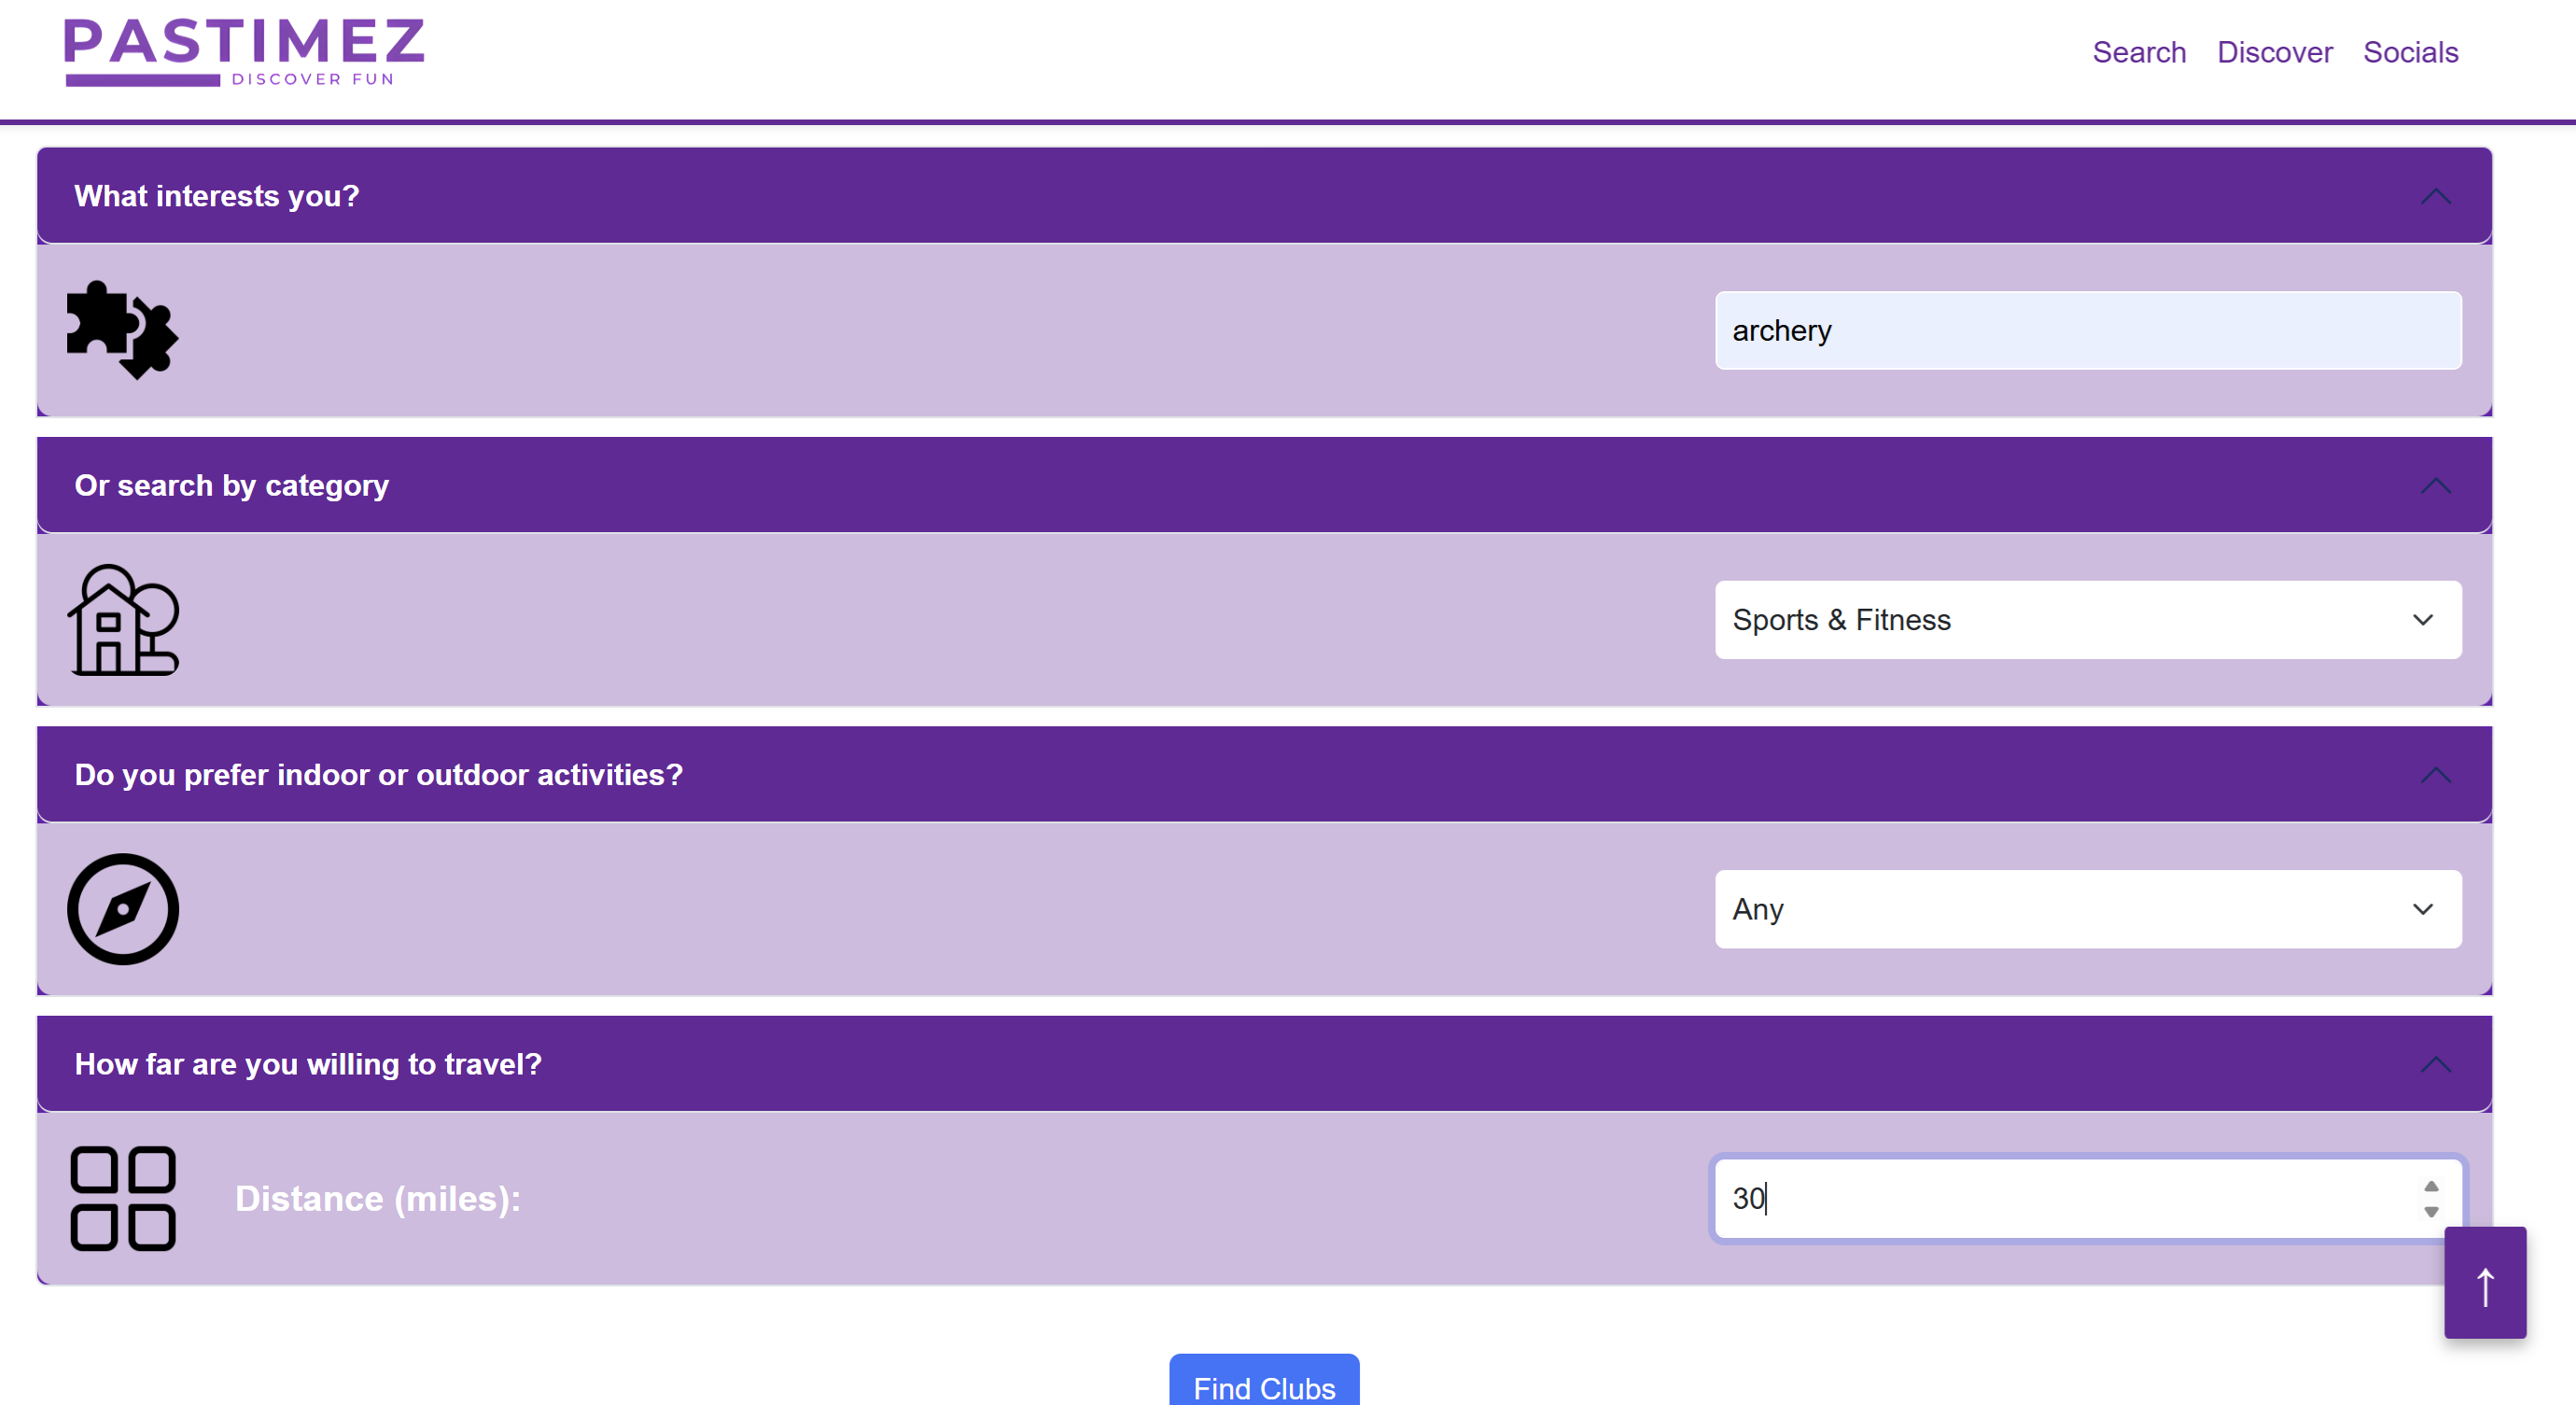 PASTIMEZ
DISCOVER FUN
Search Discover Socials
What interests you?
archery
Or search by category
Sports & Fitness
Do you prefer indoor or outdoor activities?
Any
How far are you willing to travel?
Distance (miles):
30
↑
Find Clubs